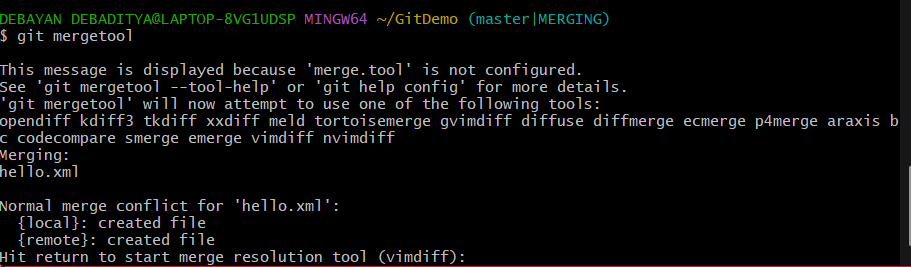 DEBAYAN DEBADITYA@LAPTOP-8VG1UDSP MINGW64 ~/GitDemo (master|MERGING)
$ git mergetool
This message is displayed because 'merge.tool' is not configured.
See 'git mergetool --tool-help' or 'git help config' for more details.
'git mergetool' will now attempt to use one of the following tools:
opendiff kdiff3 tkdiff xxdiff meld tortoisemerge gvimdiff diffuse diffmerge ecmerge p4merge araxis b
c codecompare smerge emerge vimdiff nvimdiff
Merging:
hello.xml
Normal merge conflict for 'hello.xml':
  {local}: created file
  {remote}: created file
Hit return to start merge resolution tool (vimdiff):